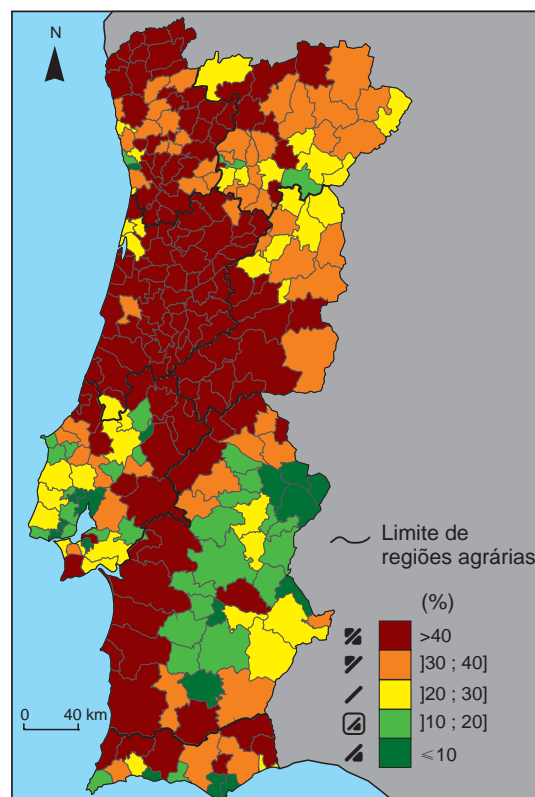 N
Limite de
regiões agrárias
(%)
>40
]30 ; 40]
]20 ; 30]
]10 ; 20]
≤10
0 40 km